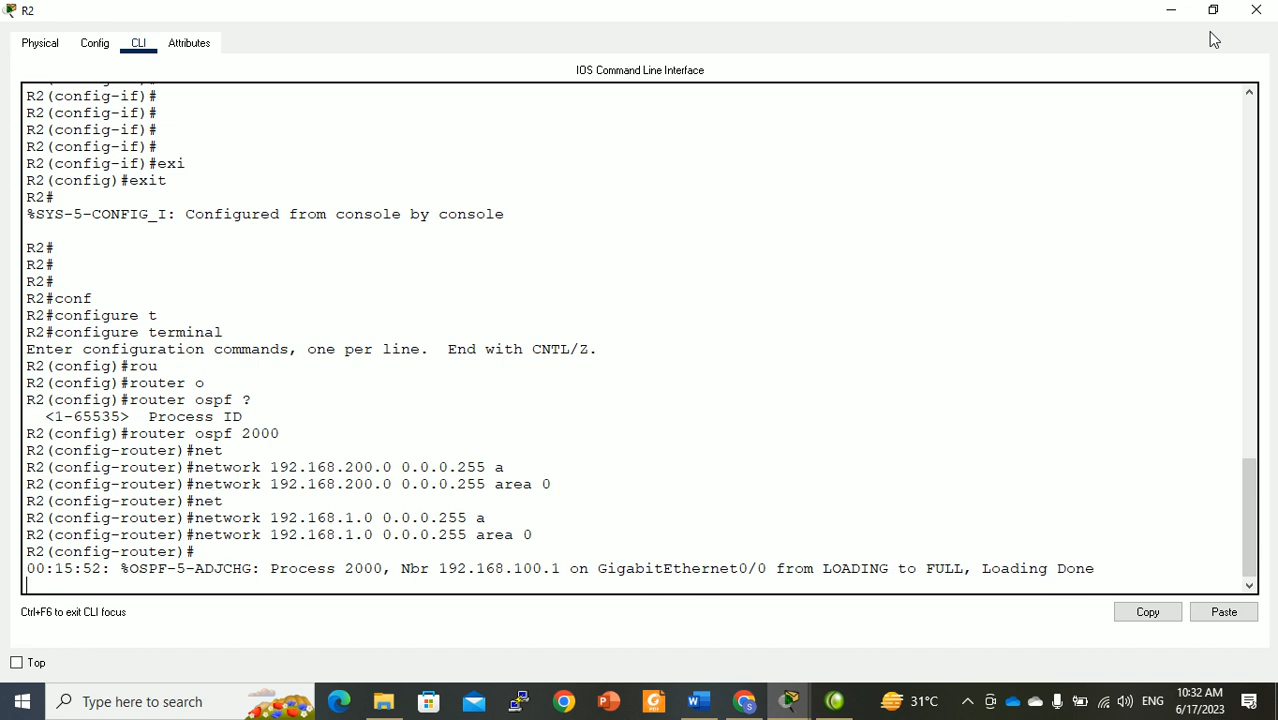 R2
Physical Config CLI Attributes
IOS Command Line Interface
R2(config-if)#
R2(config-if)#
R2(config-if)#
R2(config-if)#
R2(config-if)#exi
R2(config)#exit
R2#
%SYS-5-CONFIG_I: Configured from console by console
R2#
R2#
R2#
R2#conf
R2#configure t
R2#configure terminal
Enter configuration commands, one per line.  End with CNTL/Z.
R2(config)#rou
R2(config)#router o
R2(config)#router ospf ?
  <1-65535>  Process ID
R2(config)#router ospf 2000
R2(config-router)#net
R2(config-router)#network 192.168.200.0 0.0.0.255 a
R2(config-router)#network 192.168.200.0 0.0.0.255 area 0
R2(config-router)#net
R2(config-router)#network 192.168.1.0 0.0.0.255 a
R2(config-router)#network 192.168.1.0 0.0.0.255 area 0
R2(config-router)#
00:15:52: %OSPF-5-ADJCHG: Process 2000, Nbr 192.168.100.1 on GigabitEthernet0/0 from LOADING to FULL, Loading Done
Ctrl+F6 to exit CLI focus
Copy Paste
Top
Type here to search
31°C
ENG
10:32 AM
6/17/2023